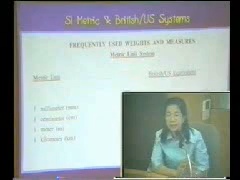 SI Metric & British/US Systems
FREQUENTLY USED WEIGHTS AND MEASURES
Metric Unit System
Metric Unit British/US Equivalent
1 millimeter (mm)
1 centimeter (cm)
1 meter (m)
1 kilometer (km)